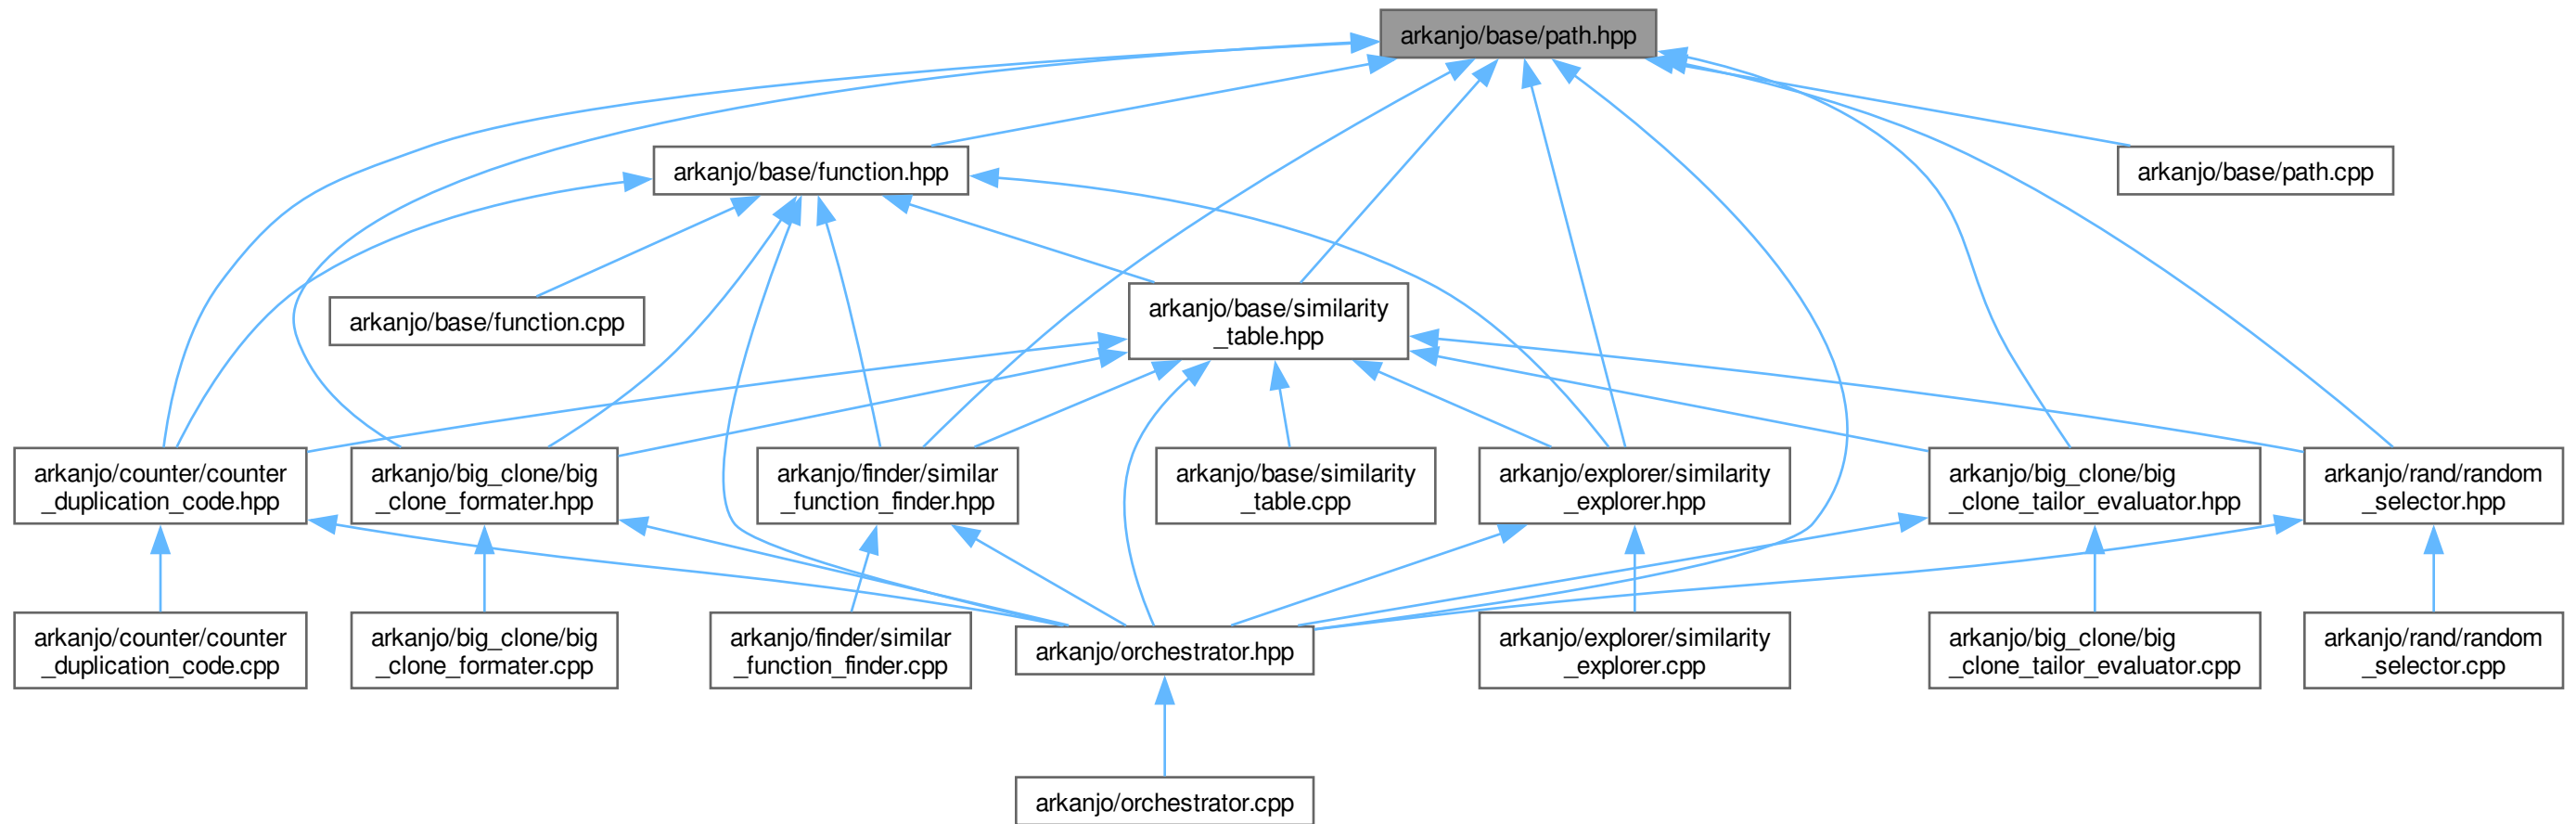 arkanjo/base/path.hpp
arkanjo/base/function.hpp
arkanjo/base/path.cpp
arkanjo/base/function.cpp
arkanjo/base/similarity
_table.hpp
arkanjo/counter/counter
_duplication_code.hpp
arkanjo/big_clone/big
_clone_formater.hpp
arkanjo/finder/similar
_function_finder.hpp
arkanjo/base/similarity
_table.cpp
arkanjo/explorer/similarity
_explorer.hpp
arkanjo/big_clone/big
_clone_tailor_evaluator.hpp
arkanjo/rand/random
_selector.hpp
arkanjo/counter/counter
_duplication_code.cpp
arkanjo/big_clone/big
_clone_formater.cpp
arkanjo/finder/similar
_function_finder.cpp
arkanjo/orchestrator.hpp
arkanjo/explorer/similarity
_explorer.cpp
arkanjo/big_clone/big
_clone_tailor_evaluator.cpp
arkanjo/rand/random
_selector.cpp
arkanjo/orchestrator.cpp